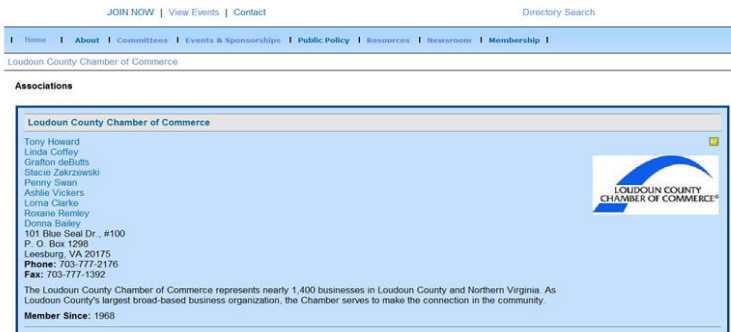 JOIN NOW | View Events | Contact
Directory Search
Home | About | Committees | Events & Sponsorships | Public Policy | Resources | Newsroom | Membership |
Loudoun County Chamber of Commerce
Associations
Loudoun County Chamber of Commerce
Tony Howard
Linda Coffey
Grafton deButts
Stacie Zakrzewski
Penny Swan
Ashlie Vickers
Lorna Clarke
Roxane Remley
Donna Bailey
101 Blue Seal Dr., #100
P. O. Box 1298
Leesburg, VA 20175
Phone: 703-777-2176
Fax: 703-777-1392
LOUDOUN COUNTY
CHAMBER OF COMMERCE®
The Loudoun County Chamber of Commerce represents nearly 1,400 businesses in Loudoun County and Northern Virginia. As
Loudoun County's largest broad-based business organization, the Chamber serves to make the connection in the community.
Member Since: 1968